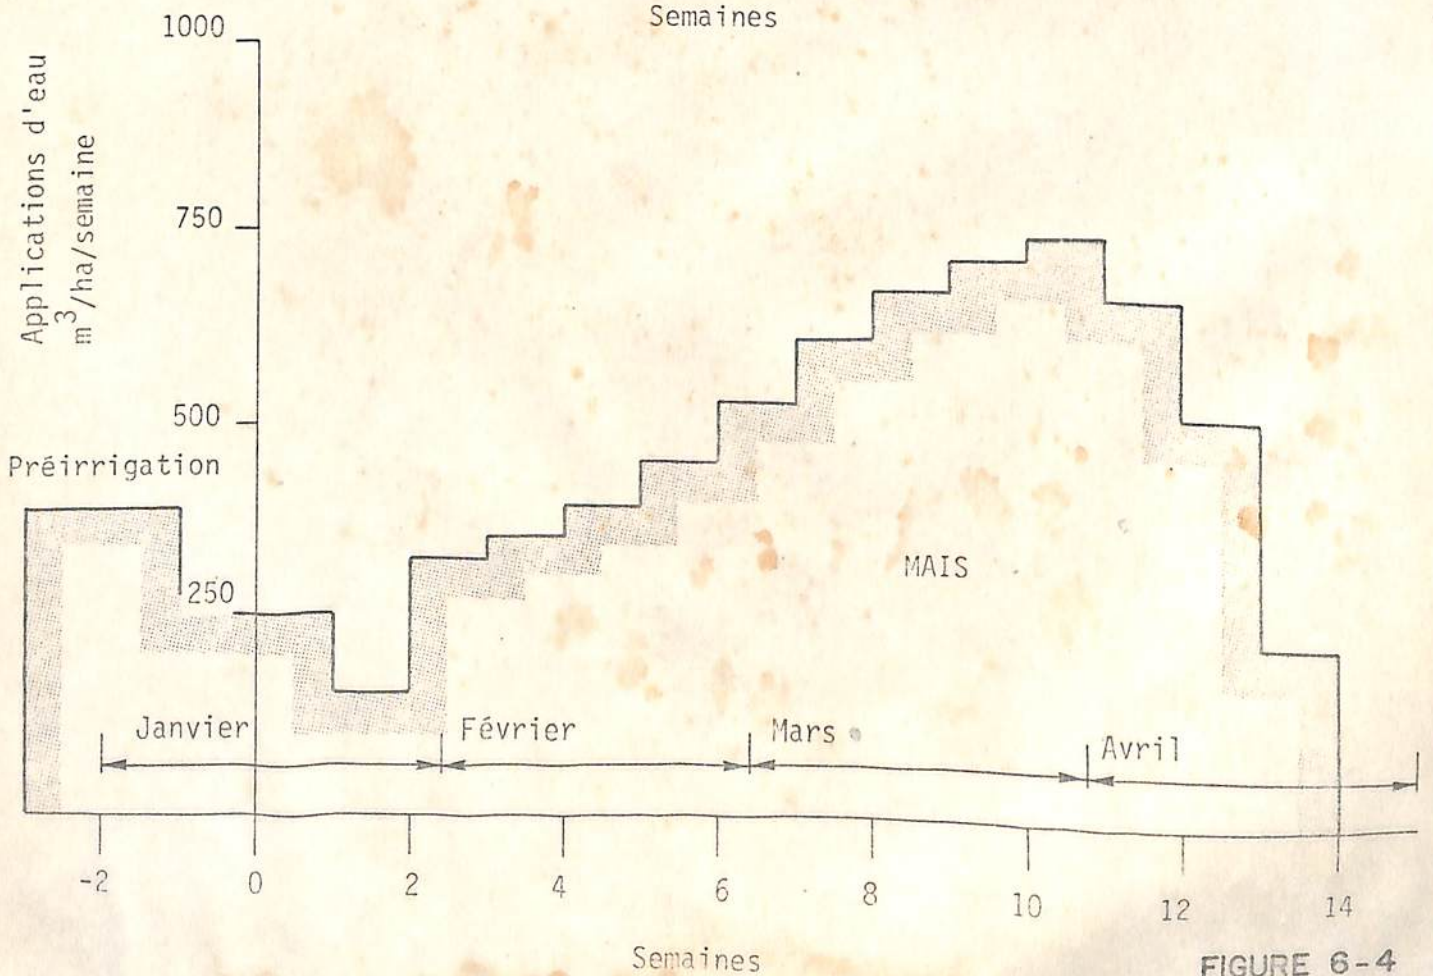 Semaines
1000
Applications d'eau
m³/ha/semaine
750
500
Préirrigation
250
MAIS
Janvier
Février
Mars
Avril
-2
0
2
4
6
8
10
12
14
Semaines
FIGURE 6-4